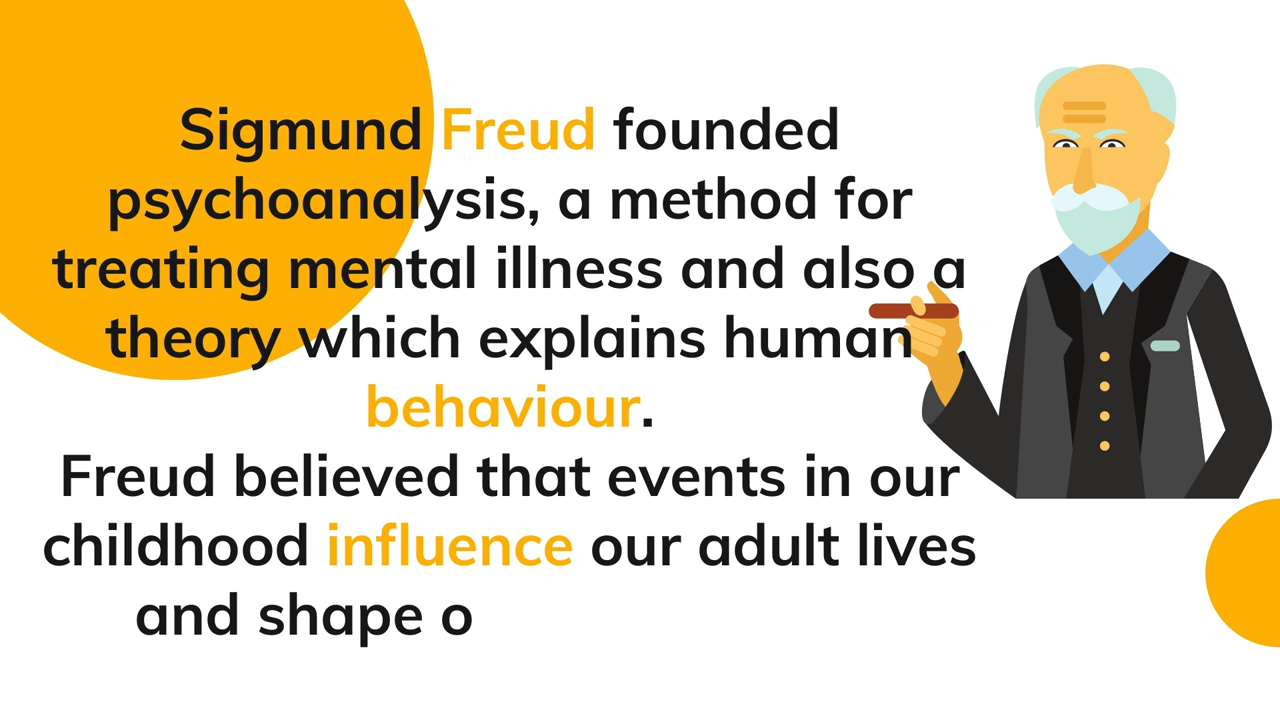 Sigmund Freud founded
psychoanalysis, a method for
treating mental illness and also a
theory which explains human
behaviour.
Freud believed that events in our
childhood influence our adult lives
and shape o